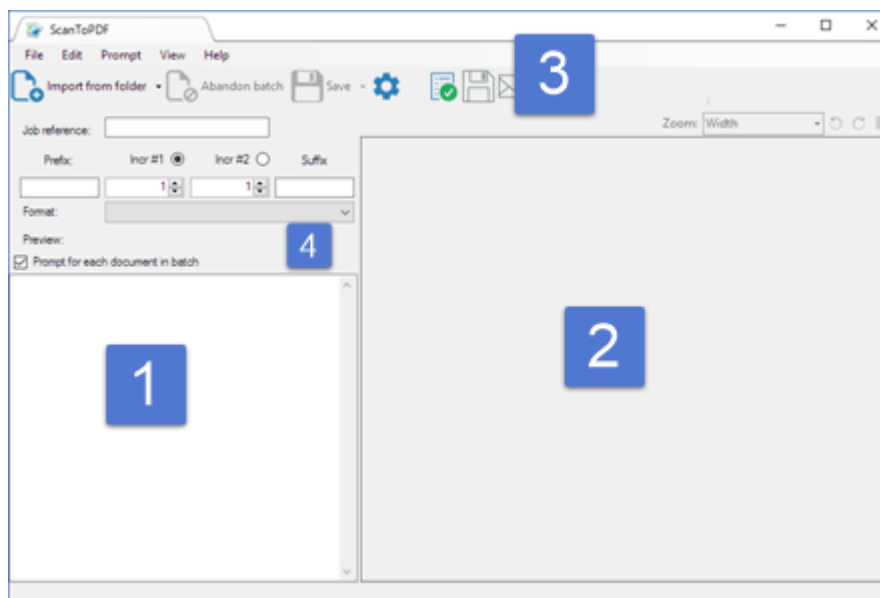 ScanToPDF
File Edit Prompt View Help
Import from folder Abandon batch Save
3
Job reference: Zoom: Width
Prefix: Incr #1 Incr #2 Suffix
1 1
Format:
Preview:
4
Prompt for each document in batch
1
2